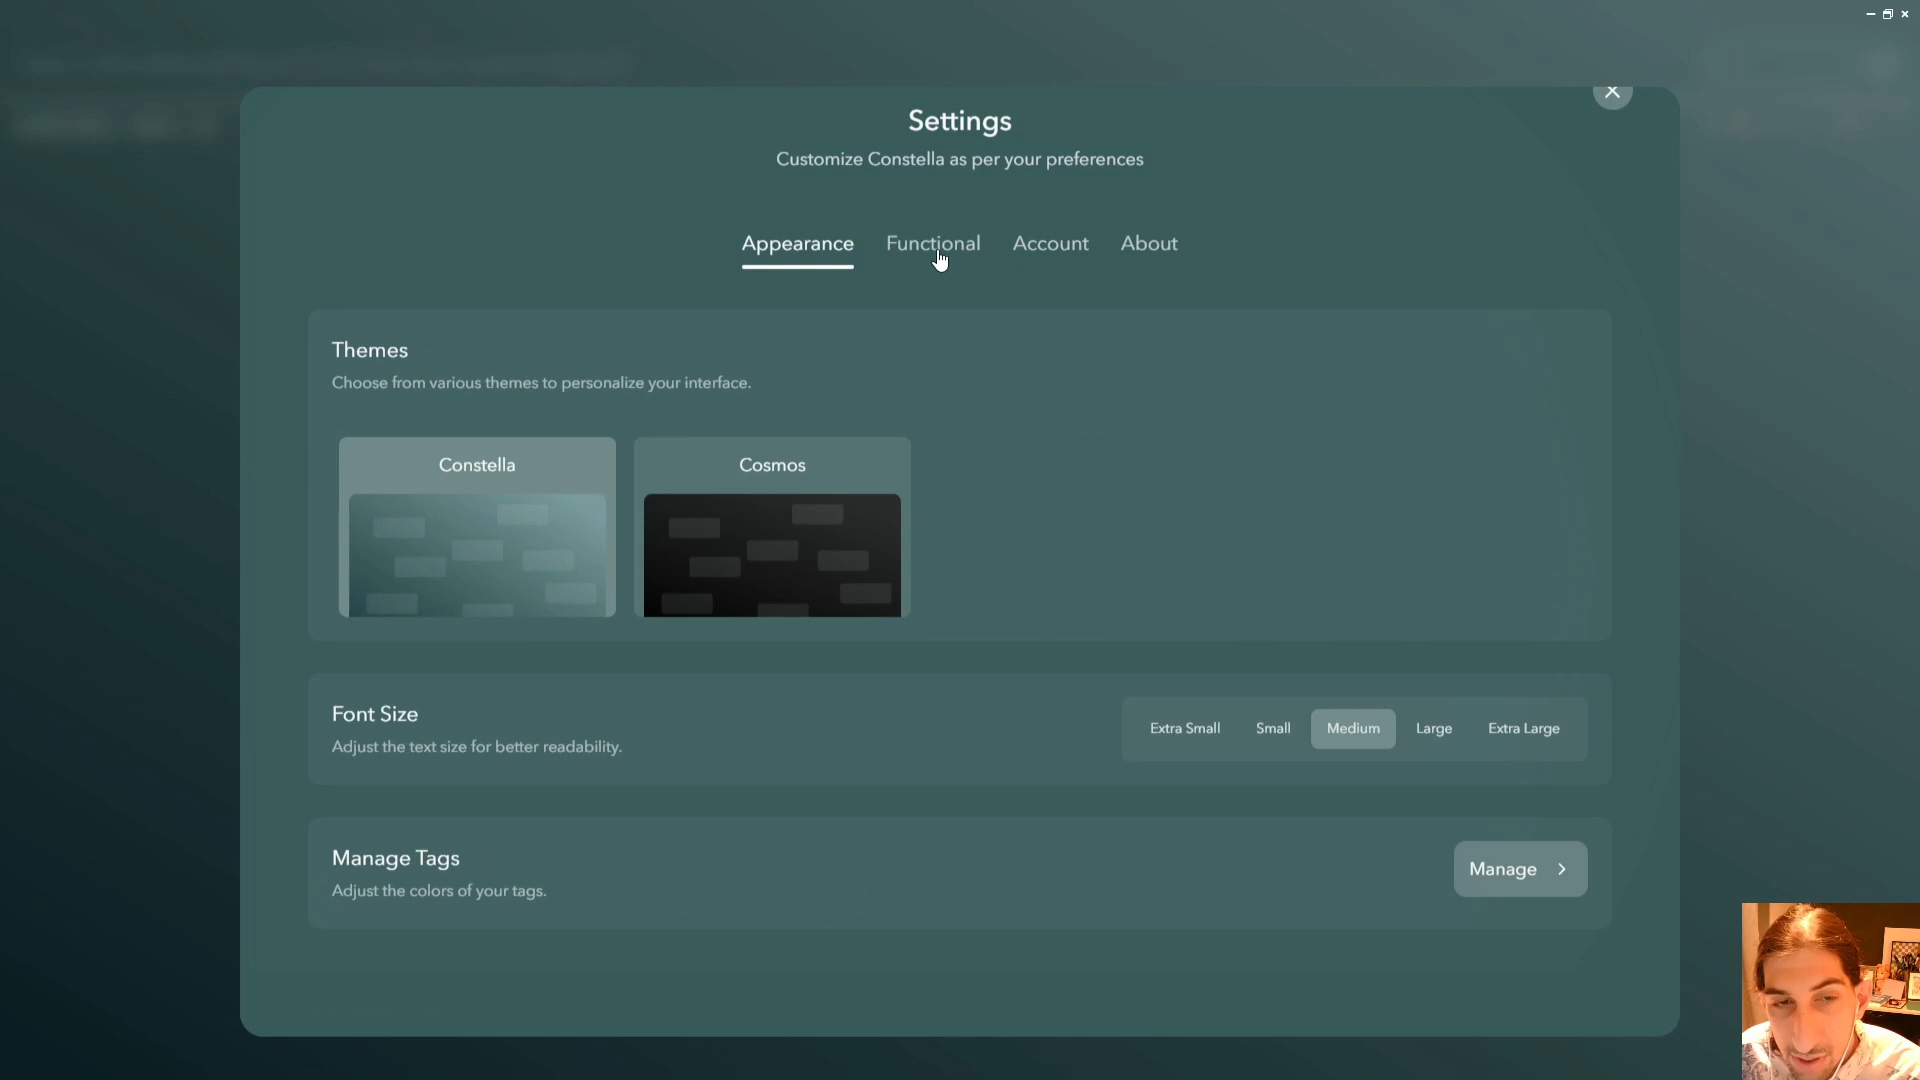 Settings
Customize Constella as per your preferences
Appearance Functional Account About
Themes
Choose from various themes to personalize your interface.
Constella Cosmos
Font Size
Adjust the text size for better readability.
Extra Small Small Medium Large Extra Large
Manage Tags
Adjust the colors of your tags.
Manage